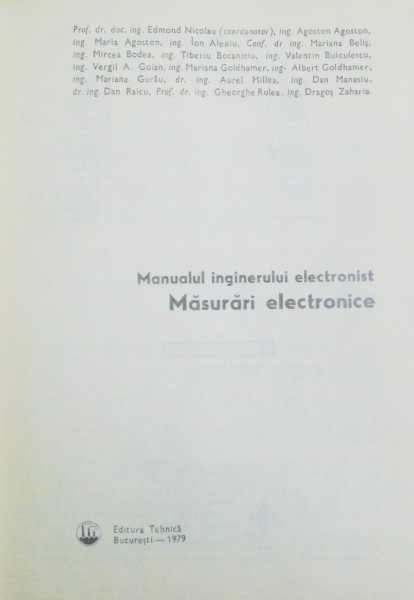 Prof. dr. doc. ing. Edmond Nicolau (coordonator), ing. Agoston Agoston,
ing. Maria Agoston, ing. Ion Alexiu, Conf. dr ing. Mariana Beliș,
ing. Mircea Bodea, ing. Tiberiu Bocaniciu, ing. Valentin Buiculescu,
ing. Vergil A. Goian, ing. Mariana Goldhamer, ing- Albert Goldhamer,
ing. Mariana Gurău, dr. ing. Aurel Millea, ing. Dan Manasiu,
dr. ing. Dan Raicu, Prof. dr. ing. Gheorghe Rulea, ing. Dragoș Zaharia.
Manualul inginerului electronist
Măsurări electronice
Editura Tehnică
București — 1979